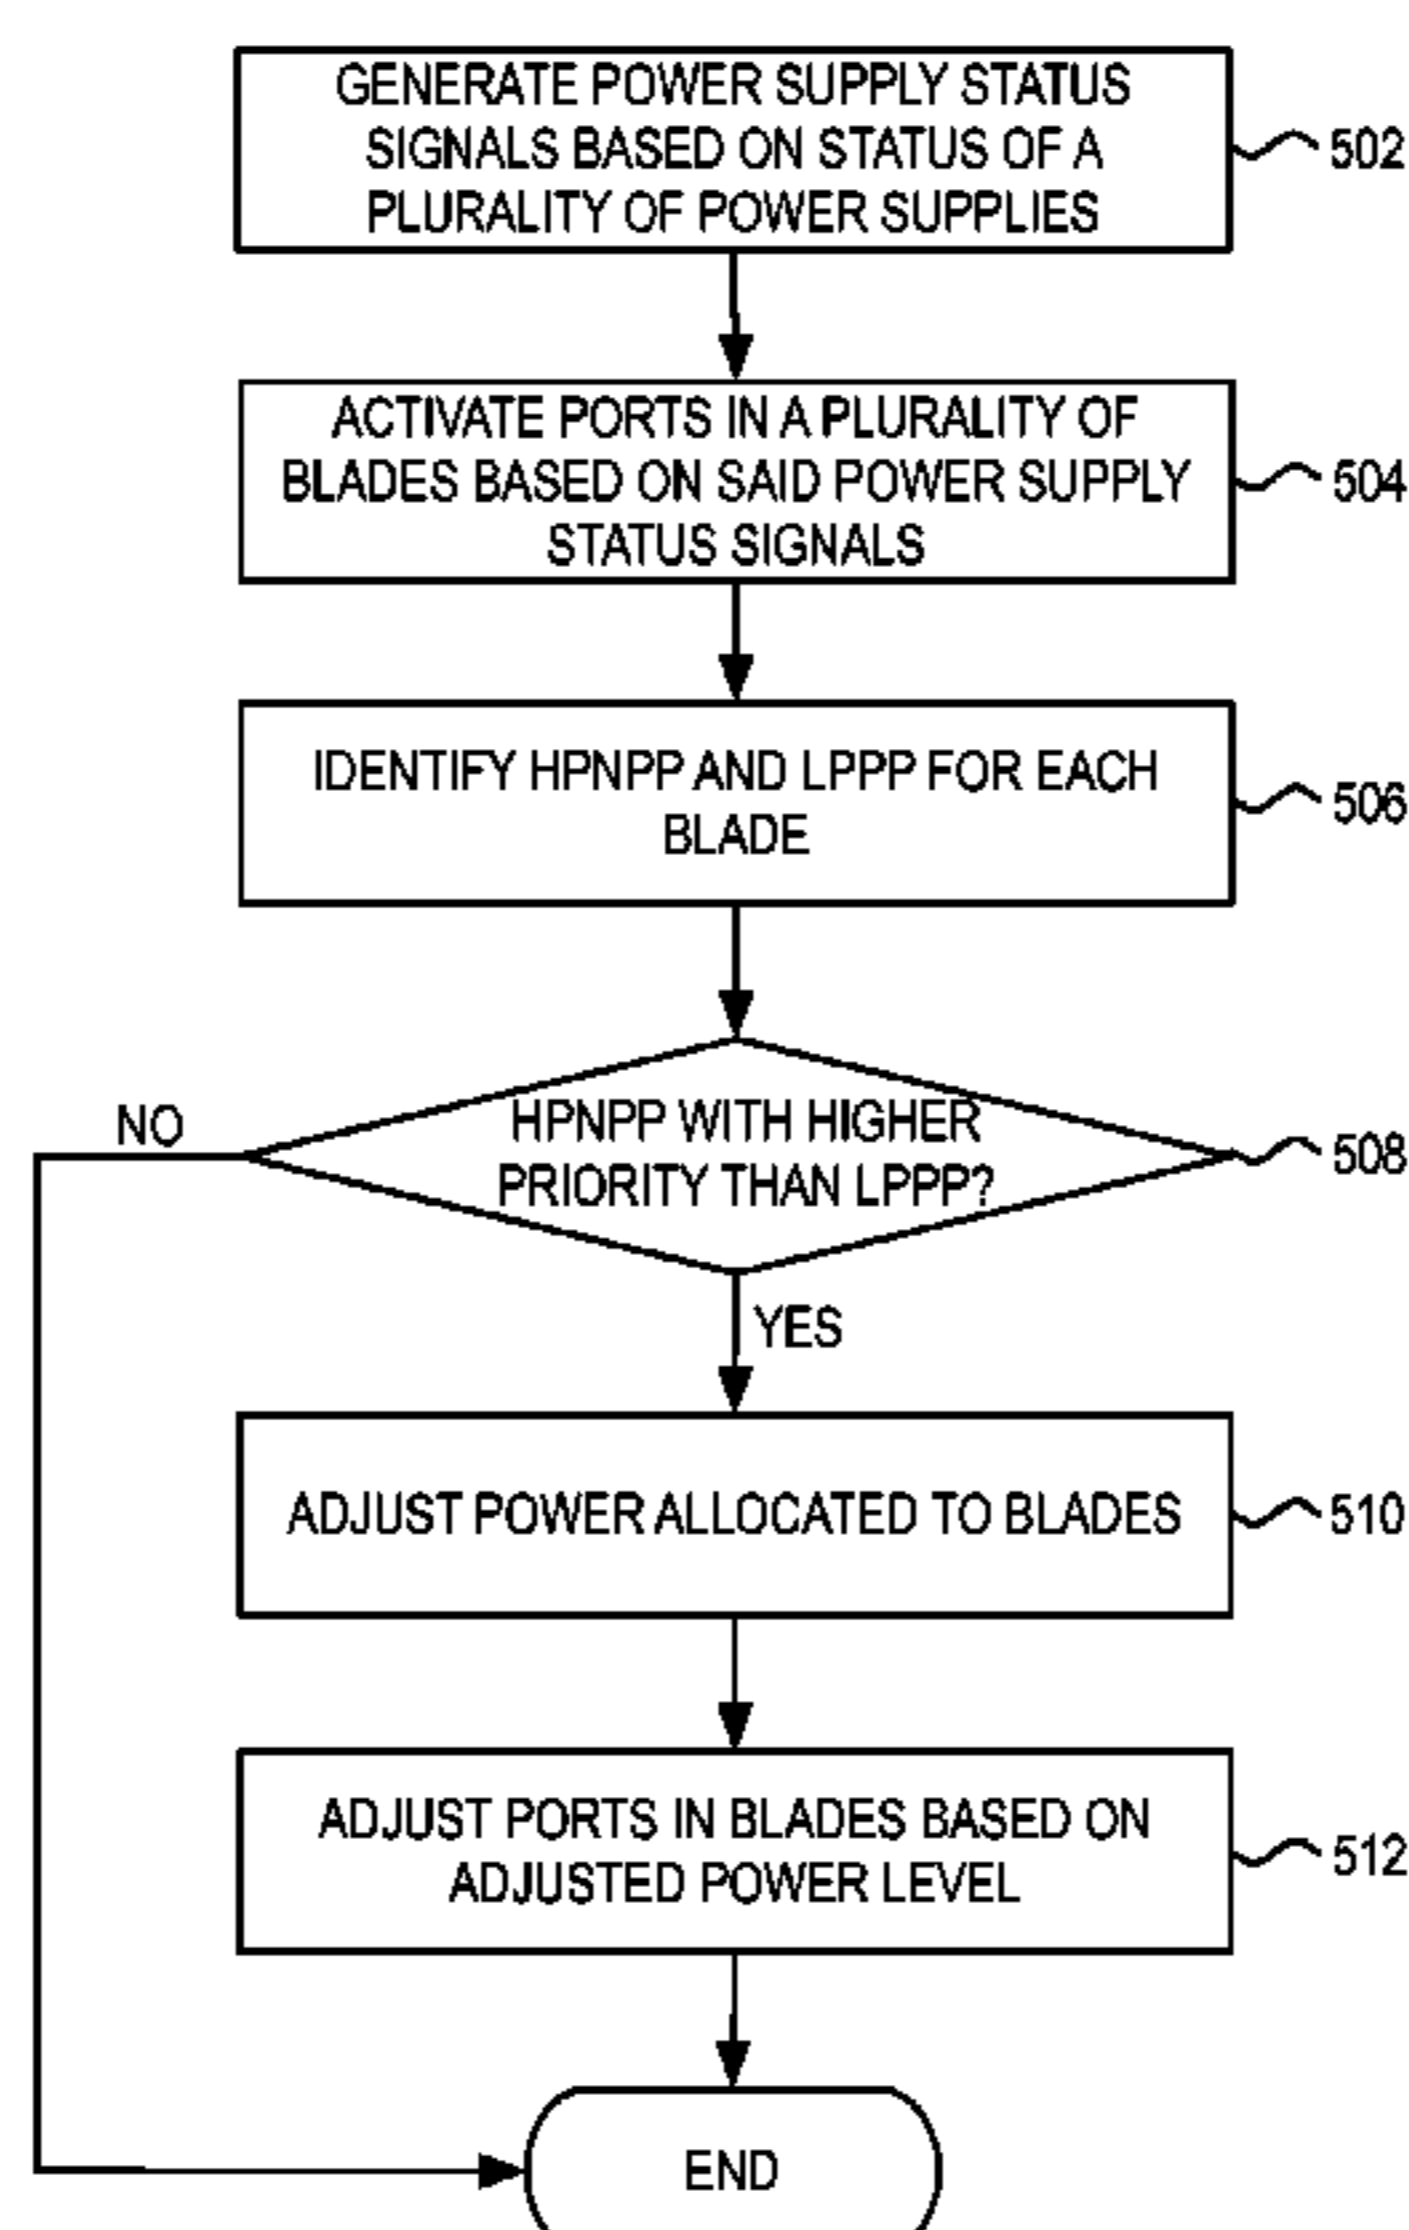 GENERATE POWER SUPPLY STATUS
SIGNALS BASED ON STATUS OF A
PLURALITY OF POWER SUPPLIES
502
ACTIVATE PORTS IN A PLURALITY OF
BLADES BASED ON SAID POWER SUPPLY
STATUS SIGNALS
504
IDENTIFY HPNPP AND LPPP FOR EACH
BLADE
506
HPNPP WITH HIGHER
PRIORITY THAN LPPP?
508
NO
YES
ADJUST POWER ALLOCATED TO BLADES
510
ADJUST PORTS IN BLADES BASED ON
ADJUSTED POWER LEVEL
512
END